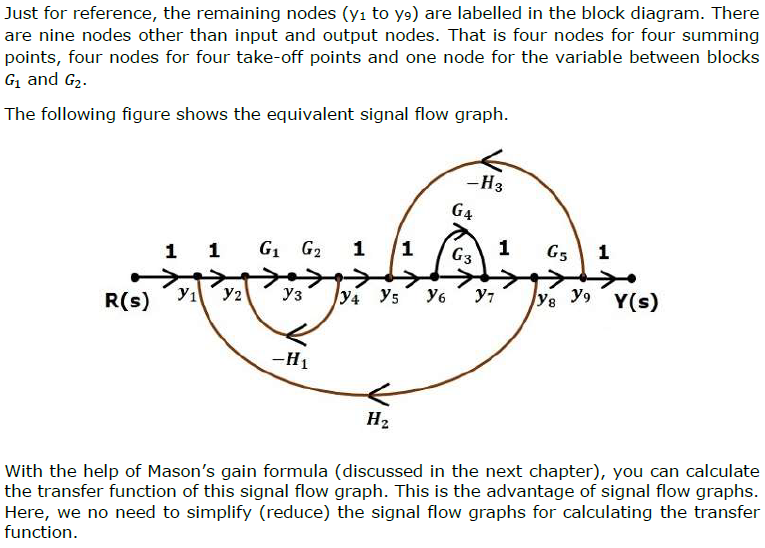 Just for reference, the remaining nodes (y₁ to y₉) are labelled in the block diagram. There
are nine nodes other than input and output nodes. That is four nodes for four summing
points, four nodes for four take-off points and one node for the variable between blocks
G₁ and G₂.
The following figure shows the equivalent signal flow graph.
−H₃
G₄
1 1 G₁ G₂ 1 1 G₃ 1 G₅ 1
R(s) y₁ y₂ y₃ y₄ y₅ y₆ y₇ y₈ y₉ Y(s)
−H₁
H₂
With the help of Mason's gain formula (discussed in the next chapter), you can calculate
the transfer function of this signal flow graph. This is the advantage of signal flow graphs.
Here, we no need to simplify (reduce) the signal flow graphs for calculating the transfer
function.